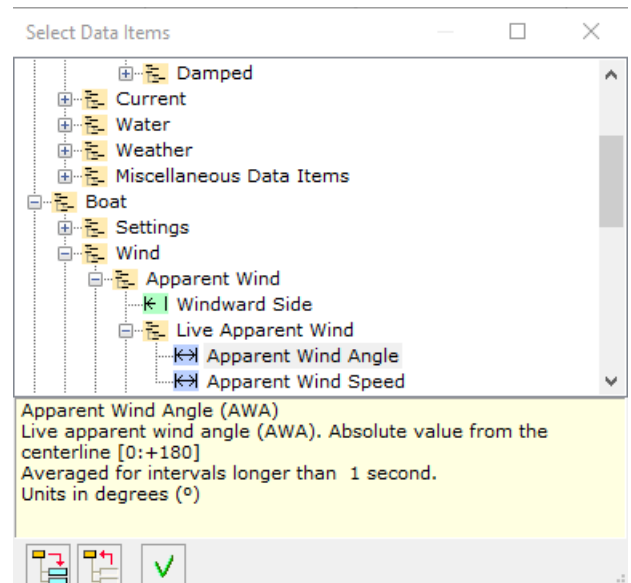 Select Data Items
Damped
Current
Water
Weather
Miscellaneous Data Items
Boat
Settings
Wind
Apparent Wind
Windward Side
Live Apparent Wind
Apparent Wind Angle
Apparent Wind Speed
Apparent Wind Angle (AWA)
Live apparent wind angle (AWA). Absolute value from the
centerline [0:+180]
Averaged for intervals longer than  1 second.
Units in degrees (º)